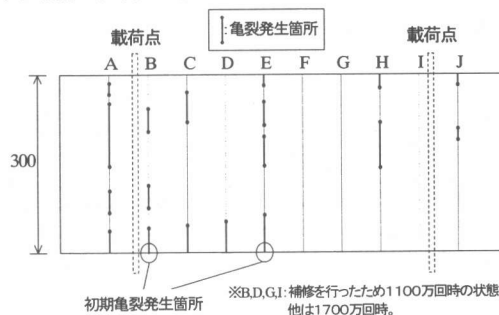 亀裂発生箇所
載荷点 載荷点
A B C D E F G H I J
300
初期亀裂発生箇所
※B,D,G,I:補修を行ったため1100万回時の状態
他は1700万回時。